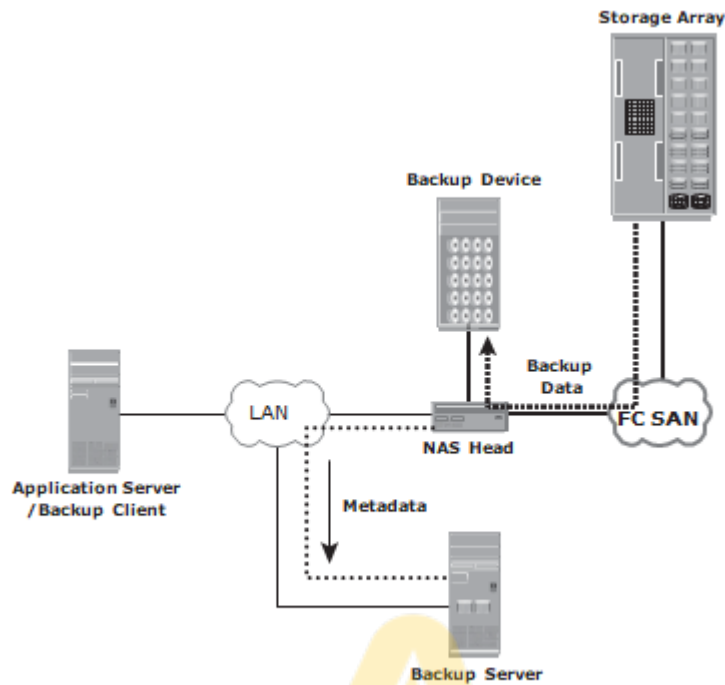 Storage Array
Backup Device
Backup
Data
LAN
FC SAN
NAS Head
Application Server
/Backup Client
Metadata
Backup Server